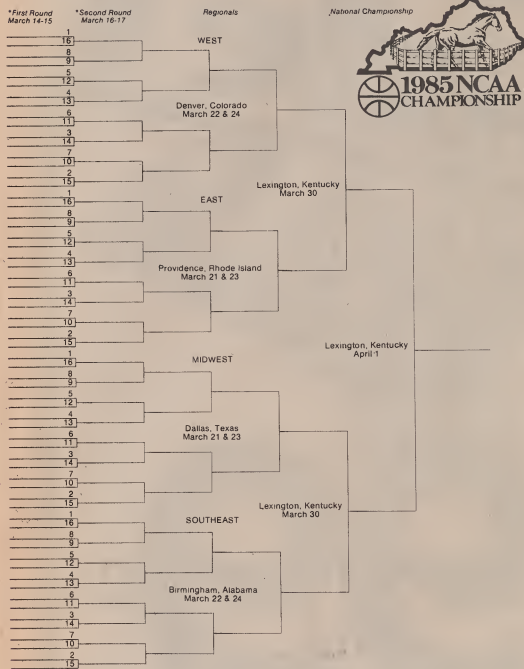 *First Round
March 14-15
*Second Round
March 16-17
Regionals
National Championship
1985 NCAA
CHAMPIONSHIP
1
16
8
9
5
12
4
13
6
11
3
14
7
10
2
15
WEST
Denver, Colorado
March 22 & 24
1
16
8
9
5
12
4
13
6
11
3
14
7
10
2
15
EAST
Providence, Rhode Island
March 21 & 23
Lexington, Kentucky
March 30
1
16
8
9
5
12
4
13
6
11
3
14
7
10
2
15
MIDWEST
Dallas, Texas
March 21 & 23
1
16
8
9
5
12
4
13
6
11
3
14
7
10
2
15
SOUTHEAST
Birmingham, Alabama
March 22 & 24
Lexington, Kentucky
March 30
Lexington, Kentucky
April 1